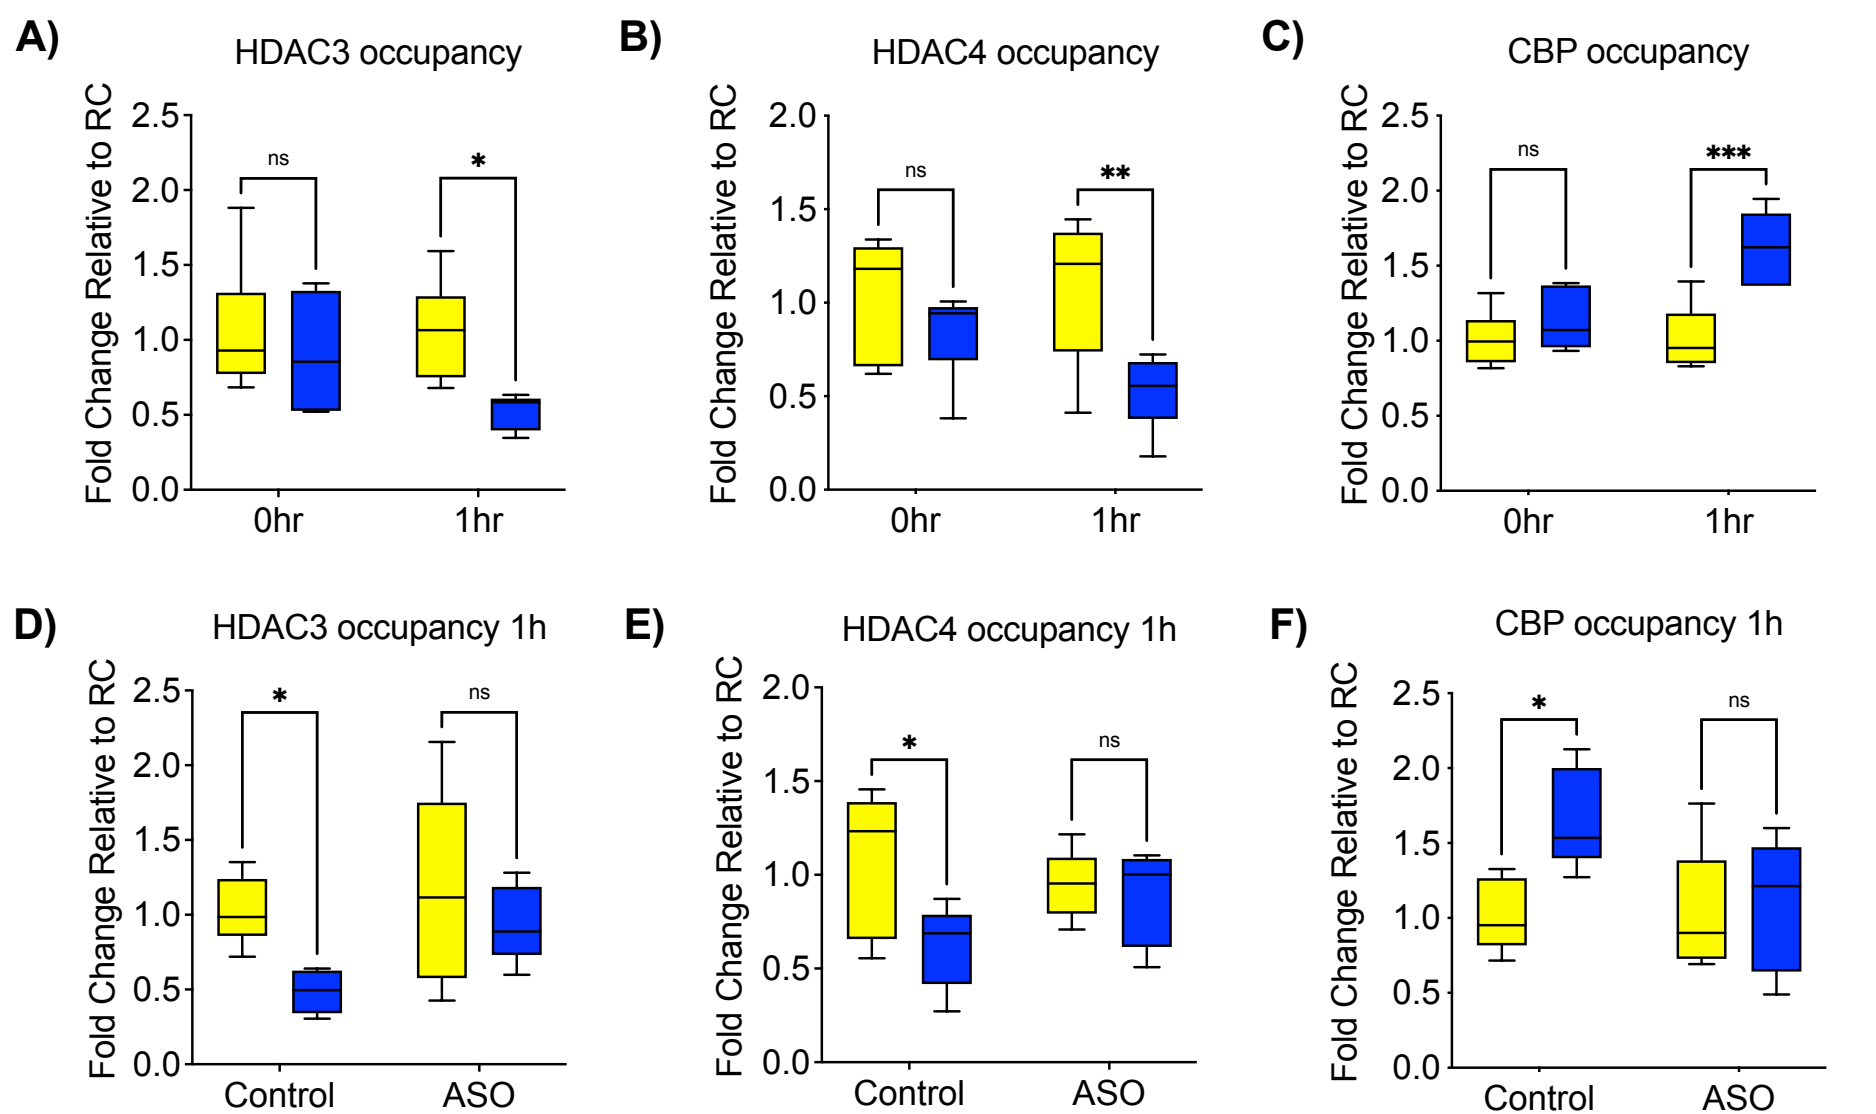 A)
HDAC3 occupancy
Fold Change Relative to RC
2.5
2.0
1.5
1.0
0.5
0.0
ns
*
0hr
1hr
B)
HDAC4 occupancy
Fold Change Relative to RC
2.0
1.5
1.0
0.5
0.0
ns
**
0hr
1hr
C)
CBP occupancy
Fold Change Relative to RC
2.5
2.0
1.5
1.0
0.5
0.0
ns
***
0hr
1hr
D)
HDAC3 occupancy 1h
Fold Change Relative to RC
2.5
2.0
1.5
1.0
0.5
0.0
*
ns
Control
ASO
E)
HDAC4 occupancy 1h
Fold Change Relative to RC
2.0
1.5
1.0
0.5
0.0
*
ns
Control
ASO
F)
CBP occupancy 1h
Fold Change Relative to RC
2.5
2.0
1.5
1.0
0.5
0.0
*
ns
Control
ASO